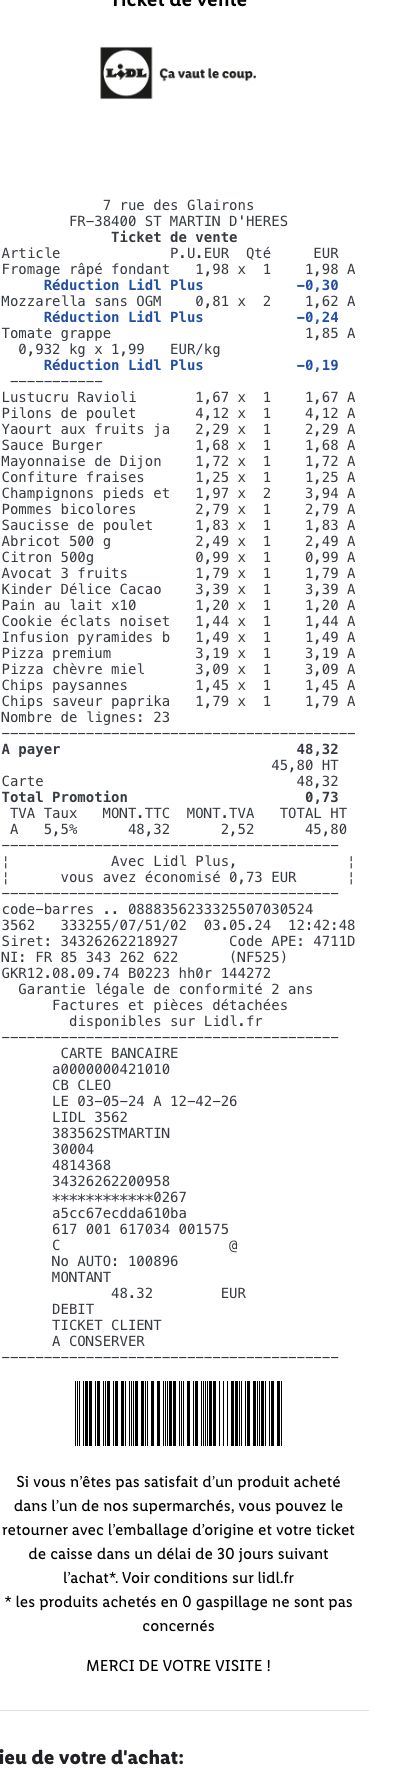 Ticket de vente
LIDL Ça vaut le coup.
7 rue des Glairons
FR-38400 ST MARTIN D'HERES
Ticket de vente
Article P.U.EUR Qté EUR
Fromage râpé fondant 1,98 x 1 1,98 A
Réduction Lidl Plus -0,30
Mozzarella sans OGM 0,81 x 2 1,62 A
Réduction Lidl Plus -0,24
Tomate grappe 1,85 A
0,932 kg x 1,99 EUR/kg
Réduction Lidl Plus -0,19
-----------
Lustucru Ravioli 1,67 x 1 1,67 A
Pilons de poulet 4,12 x 1 4,12 A
Yaourt aux fruits ja 2,29 x 1 2,29 A
Sauce Burger 1,68 x 1 1,68 A
Mayonnaise de Dijon 1,72 x 1 1,72 A
Confiture fraises 1,25 x 1 1,25 A
Champignons pieds et 1,97 x 2 3,94 A
Pommes bicolores 2,79 x 1 2,79 A
Saucisse de poulet 1,83 x 1 1,83 A
Abricot 500 g 2,49 x 1 2,49 A
Citron 500g 0,99 x 1 0,99 A
Avocat 3 fruits 1,79 x 1 1,79 A
Kinder Délice Cacao 3,39 x 1 3,39 A
Pain au lait x10 1,20 x 1 1,20 A
Cookie éclats noiset 1,44 x 1 1,44 A
Infusion pyramides b 1,49 x 1 1,49 A
Pizza premium 3,19 x 1 3,19 A
Pizza chèvre miel 3,09 x 1 3,09 A
Chips paysannes 1,45 x 1 1,45 A
Chips saveur paprika 1,79 x 1 1,79 A
Nombre de lignes: 23
A payer 48,32
45,80 HT
Carte 48,32
Total Promotion 0,73
TVA Taux MONT.TTC MONT.TVA TOTAL HT
A 5,5% 48,32 2,52 45,80
Avec Lidl Plus,
vous avez économisé 0,73 EUR
code-barres .. 0888356233325507030524
3562 333255/07/51/02 03.05.24 12:42:48
Siret: 34326262218927 Code APE: 4711D
NI: FR 85 343 262 622 (NF525)
GKR12.08.09.74 B0223 hh0r 144272
Garantie légale de conformité 2 ans
Factures et pièces détachées
disponibles sur Lidl.fr
CARTE BANCAIRE
a0000000421010
CB CLEO
LE 03-05-24 A 12-42-26
LIDL 3562
383562STMARTIN
30004
4814368
34326262200958
************0267
a5cc67ecdda610ba
617 001 617034 001575
C @
No AUTO: 100896
MONTANT
48.32 EUR
DEBIT
TICKET CLIENT
A CONSERVER
Si vous n'êtes pas satisfait d'un produit acheté
dans l'un de nos supermarchés, vous pouvez le
retourner avec l'emballage d'origine et votre ticket
de caisse dans un délai de 30 jours suivant
l'achat*. Voir conditions sur lidl.fr
* les produits achetés en 0 gaspillage ne sont pas
concernés
MERCI DE VOTRE VISITE !
ieu de votre d'achat: